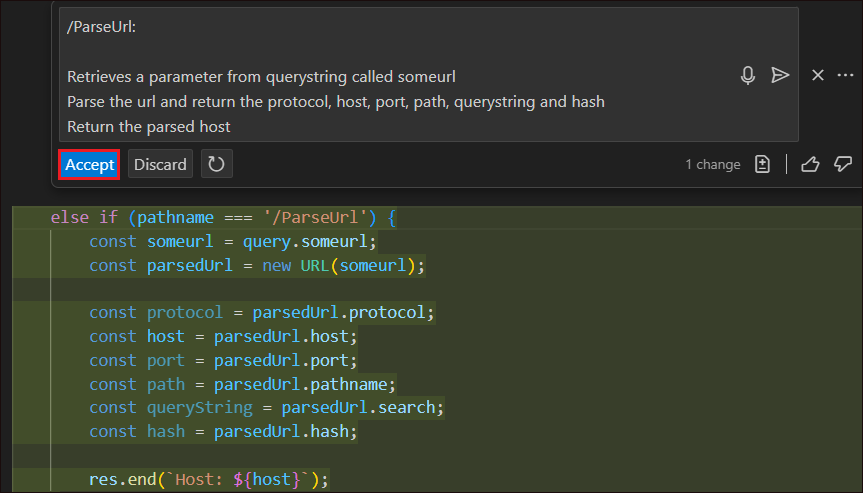 /ParseUrl:
Retrieves a parameter from querystring called someurl
Parse the url and return the protocol, host, port, path, querystring and hash
Return the parsed host
Accept Discard 1 change
else if (pathname === '/ParseUrl') {
const someurl = query.someurl;
const parsedUrl = new URL(someurl);
const protocol = parsedUrl.protocol;
const host = parsedUrl.host;
const port = parsedUrl.port;
const path = parsedUrl.pathname;
const queryString = parsedUrl.search;
const hash = parsedUrl.hash;
res.end(`Host: ${host}`);